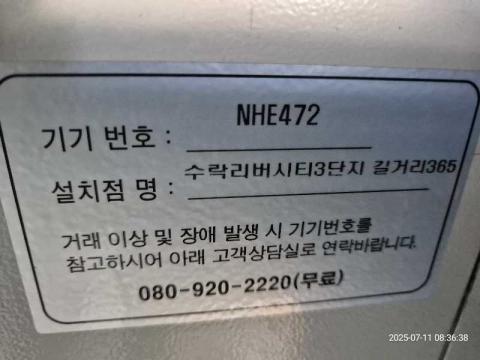 기기 번호 : NHE472
설치점 명 : 수락리버시티3단지 길거리365
거래 이상 및 장애 발생 시 기기번호를
참고하시어 아래 고객상담실로 연락바랍니다.
080-920-2220(무료)
2025-07-11 08:36:38